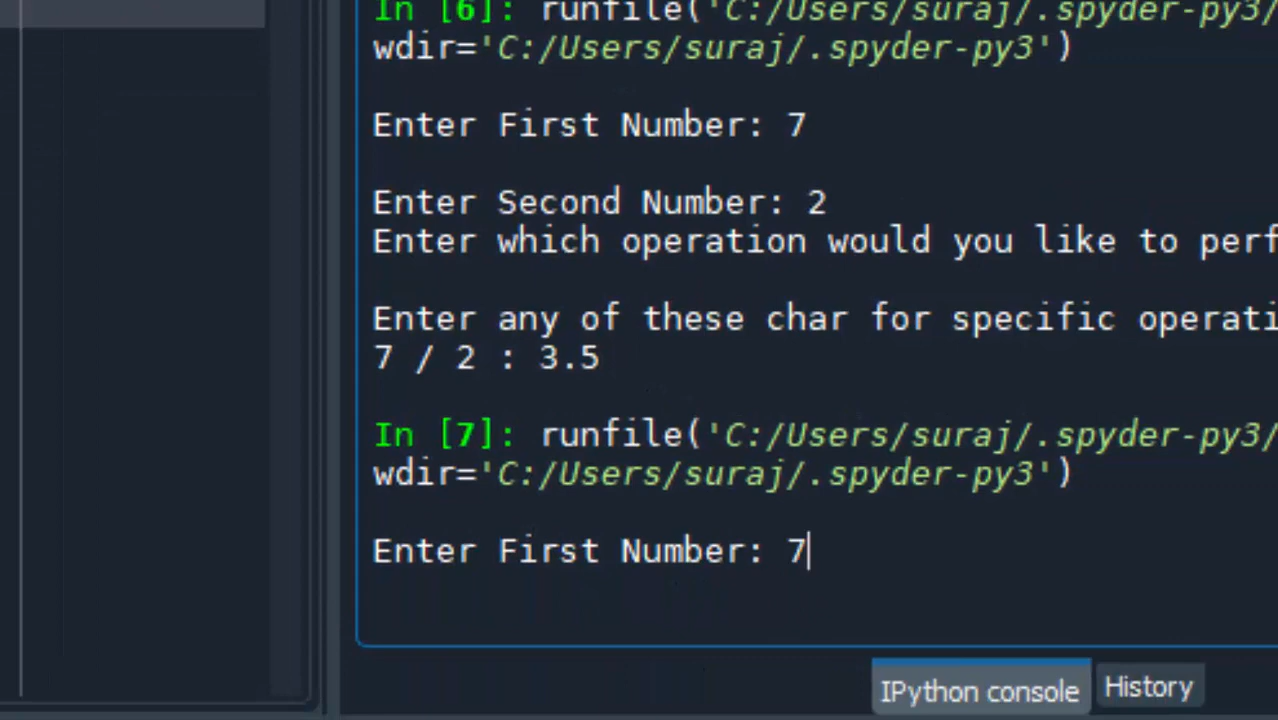 In [6]: runfile('C:/Users/suraj/.spyder-py3/
wdir='C:/Users/suraj/.spyder-py3')
Enter First Number: 7
Enter Second Number: 2
Enter which operation would you like to perf
Enter any of these char for specific operati
7 / 2 : 3.5
In [7]: runfile('C:/Users/suraj/.spyder-py3/
wdir='C:/Users/suraj/.spyder-py3')
Enter First Number: 7
IPython console History